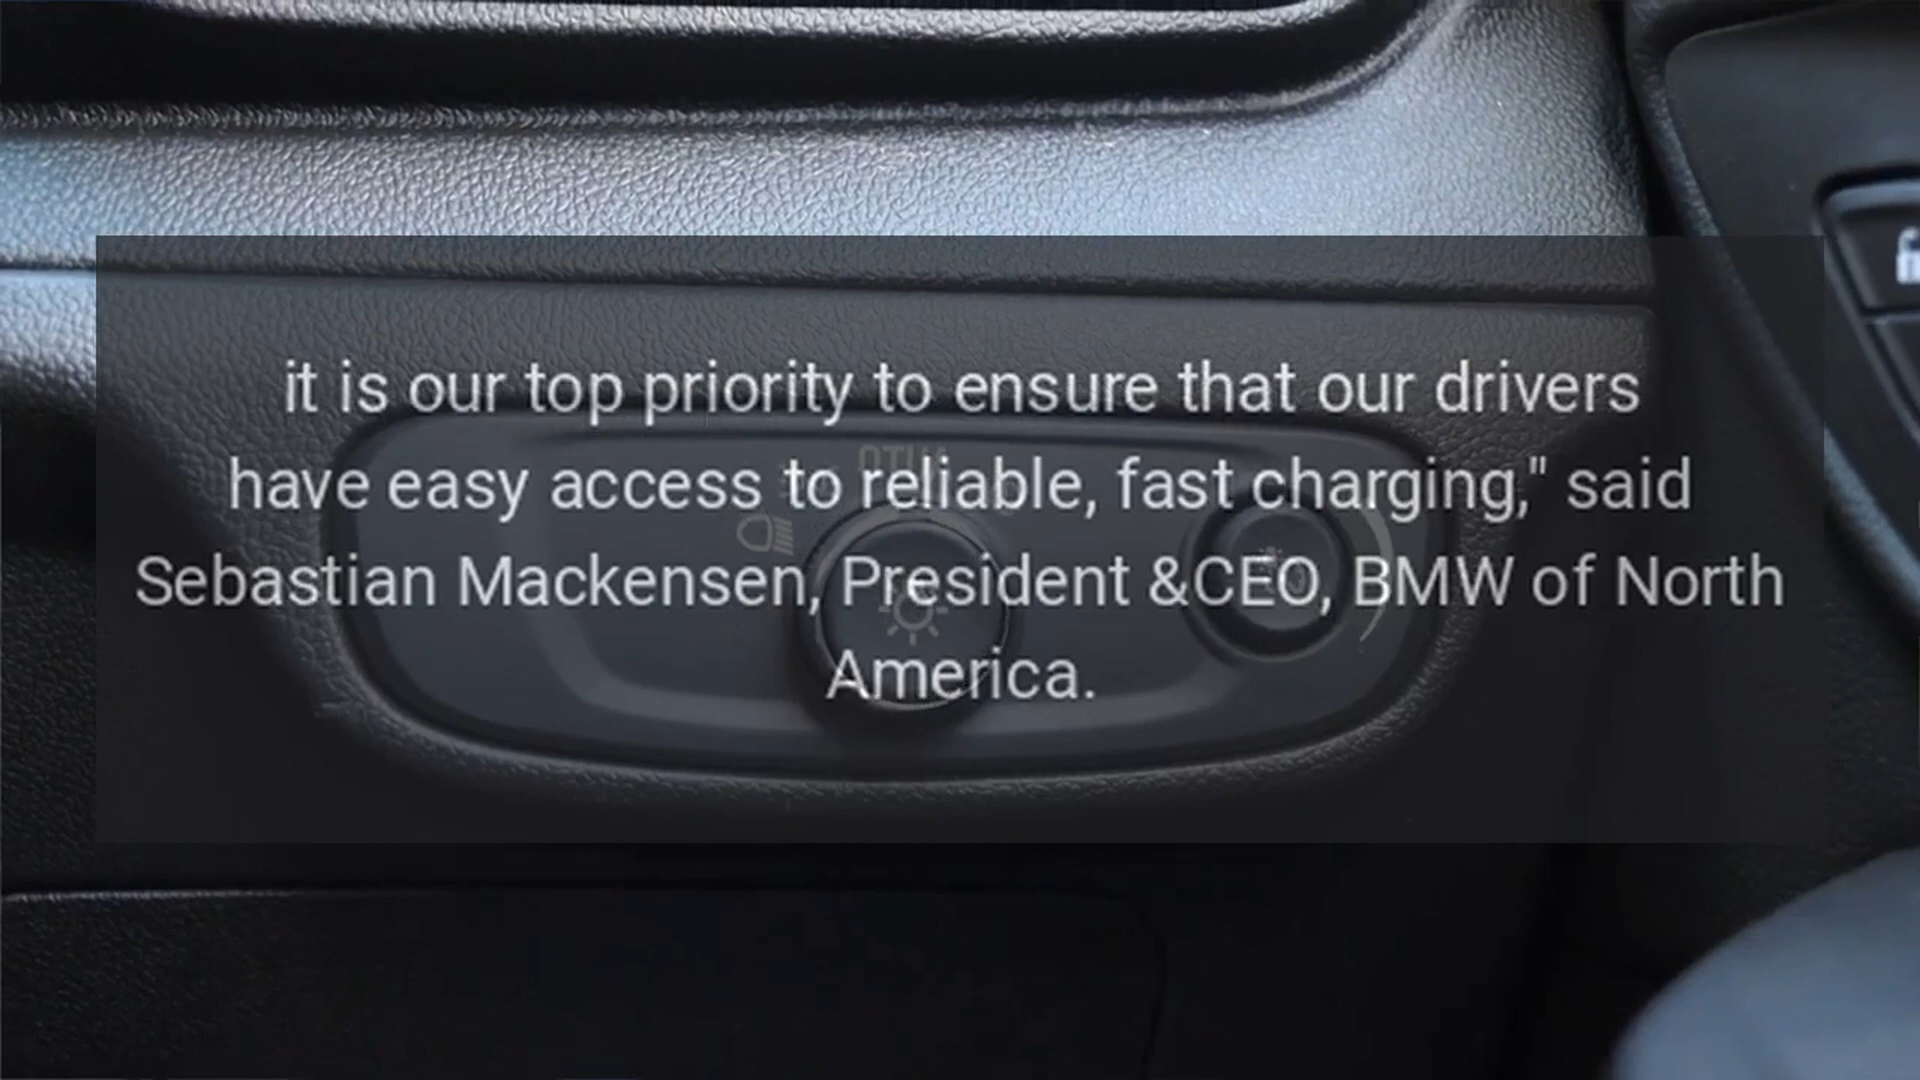 it is our top priority to ensure that our drivers
have easy access to reliable, fast charging," said
Sebastian Mackensen, President &CEO, BMW of North
America.